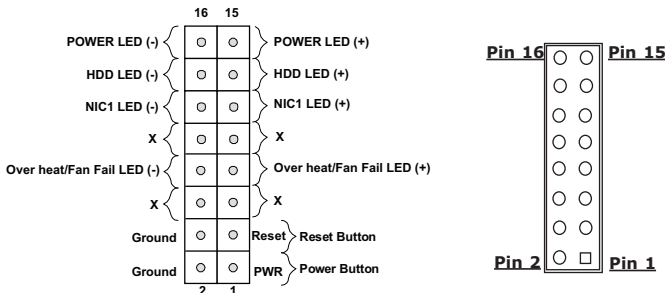 16 15
POWER LED (-) POWER LED (+)
HDD LED (-) HDD LED (+)
NIC1 LED (-) NIC1 LED (+)
X X
Over heat/Fan Fail LED (-) Over heat/Fan Fail LED (+)
X X
Ground Reset Reset Button
Ground PWR Power Button
2 1
Pin 16 Pin 15
Pin 2 Pin 1